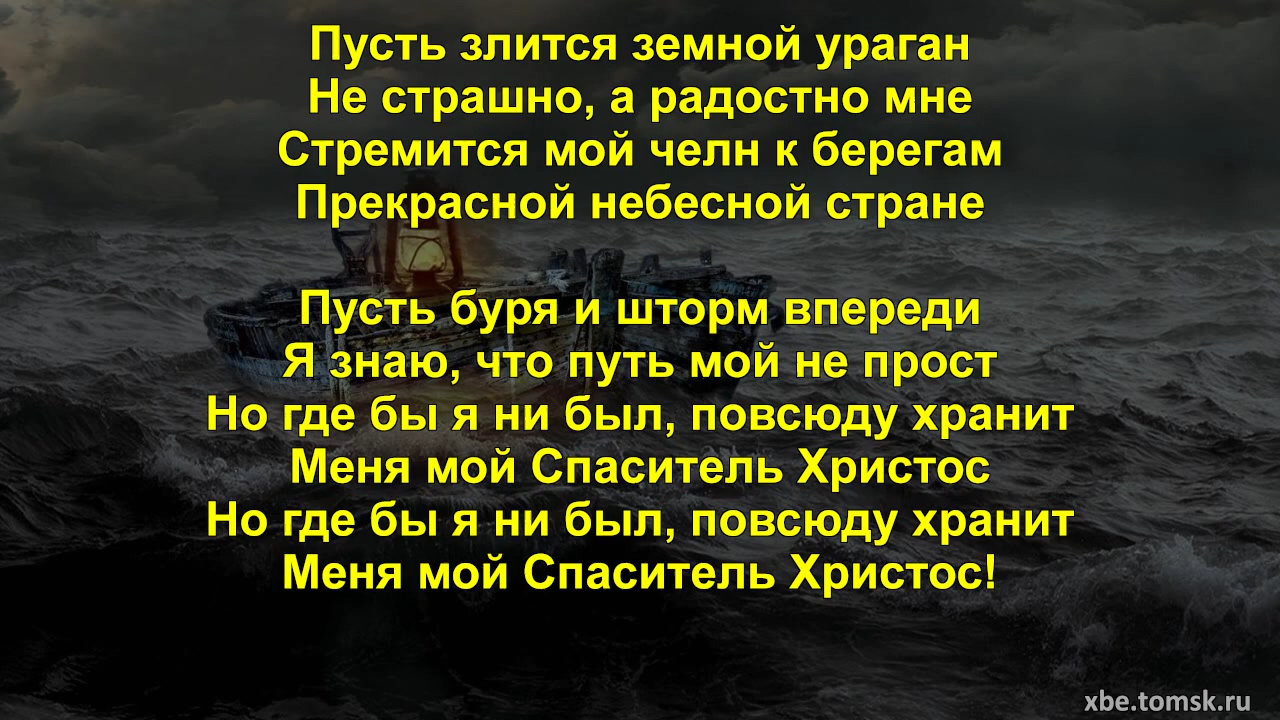 Пусть злится земной ураган
Не страшно, а радостно мне
Стремится мой челн к берегам
Прекрасной небесной стране
Пусть буря и шторм впереди
Я знаю, что путь мой не прост
Но где бы я ни был, повсюду хранит
Меня мой Спаситель Христос
Но где бы я ни был, повсюду хранит
Меня мой Спаситель Христос!
xbe.tomsk.ru